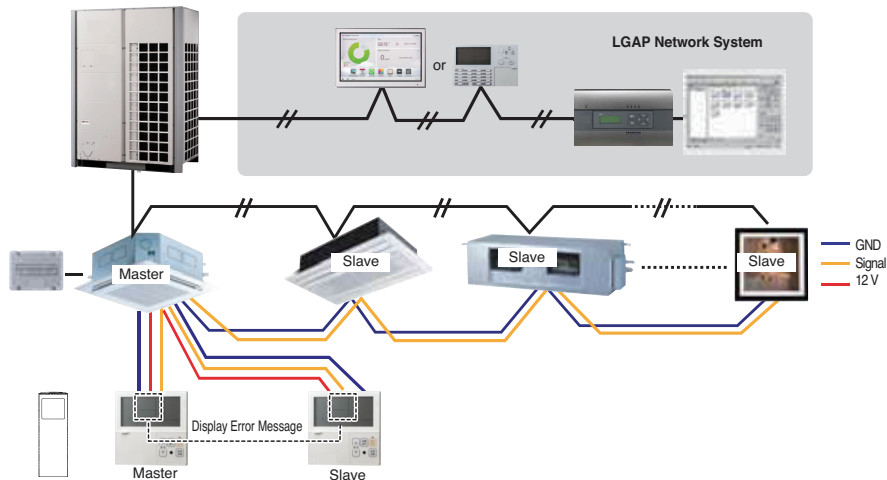 LGAP Network System
or
Master
Slave
Slave
Slave
GND
Signal
12 V
Display Error Message
Master
Slave